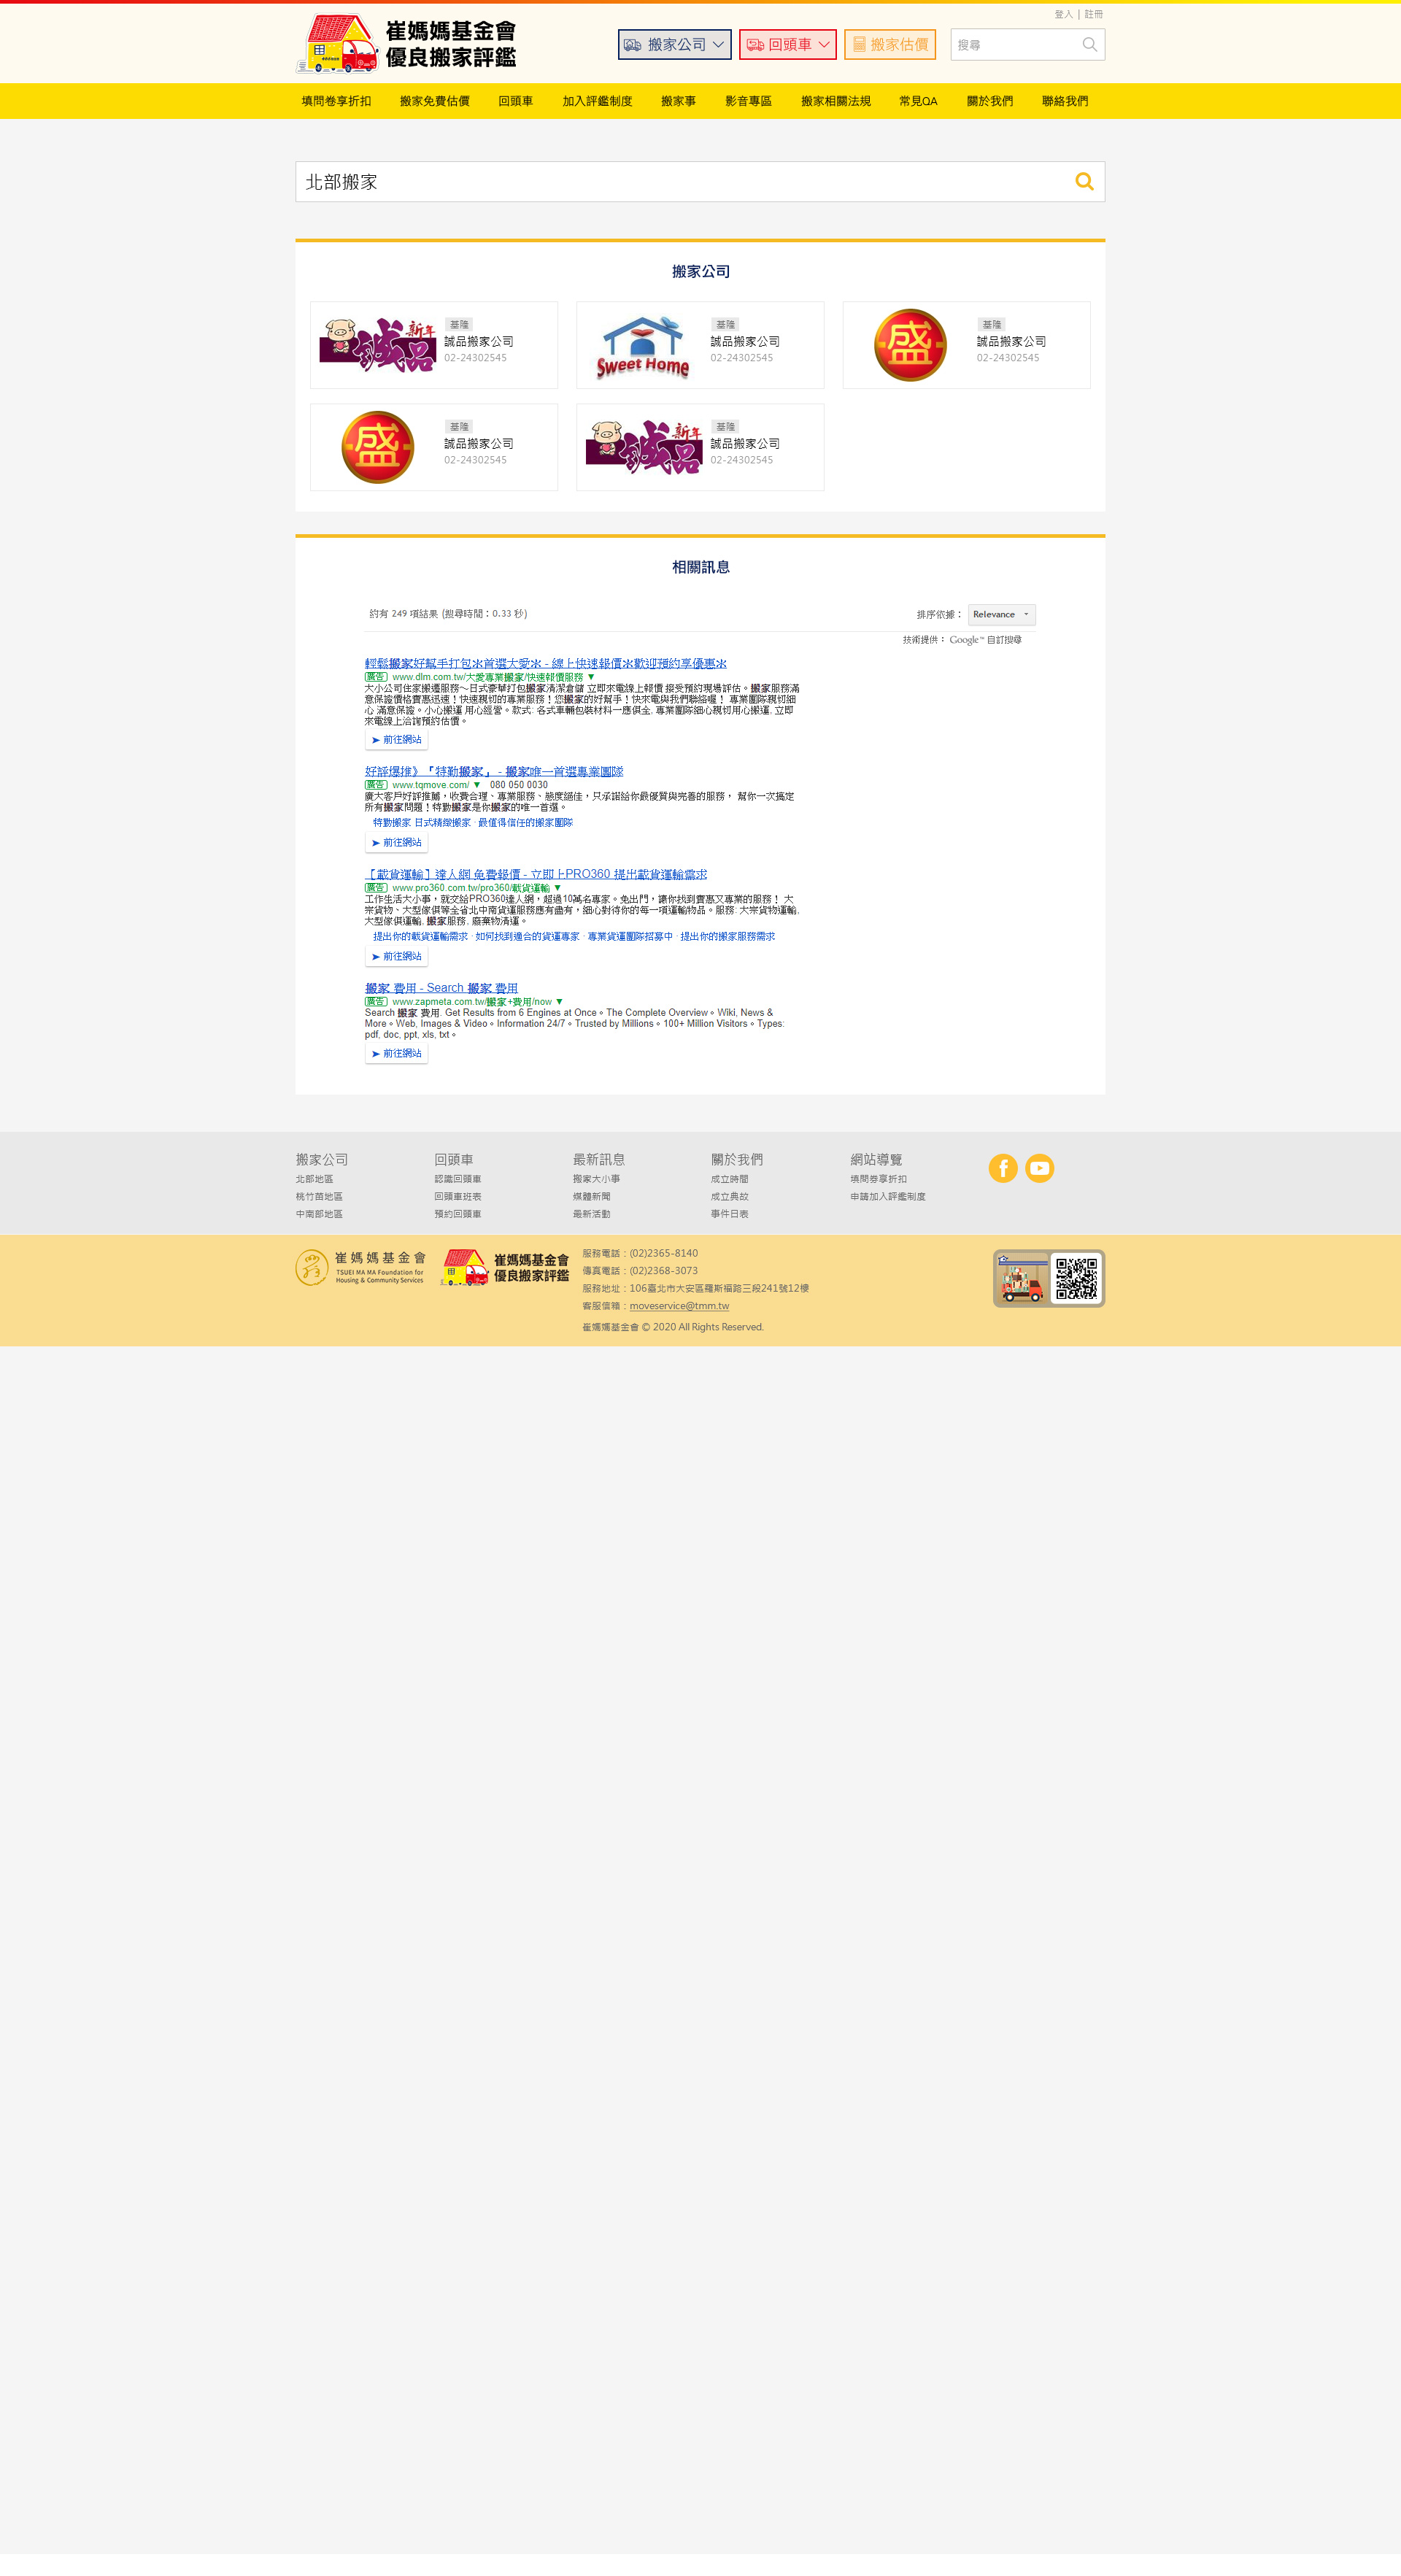 登入 | 註冊
崔媽媽基金會
優良搬家評鑑
搬家公司 回頭車 搬家估價 搜尋
填問卷享折扣 搬家免費估價 回頭車 加入評鑑制度 搬家事 影音專區 搬家相關法規 常見QA 關於我們 聯絡我們
北部搬家
搬家公司
新年 誠品
基隆
誠品搬家公司
02-24302545
Sweet Home
基隆
誠品搬家公司
02-24302545
盛
基隆
誠品搬家公司
02-24302545
盛
基隆
誠品搬家公司
02-24302545
新年 誠品
基隆
誠品搬家公司
02-24302545
相關訊息
約有 249 項結果 (搜尋時間：0.33 秒)
排序依據： Relevance
技術提供： Google™ 自訂搜尋
輕鬆搬家好幫手打包※首選大愛※ - 線上快速報價※歡迎預約享優惠※
廣告 www.dlm.com.tw/大愛專業搬家/快速報價服務 ▼
大小公司住家搬遷服務～日式豪華打包搬家清潔倉儲 立即來電線上報價 接受預約現場評估。搬家服務滿
意保證價格實惠迅速！快速親切的專業服務！您搬家的好幫手！快來電與我們聯絡喔！ 專業團隊親切細
心 滿意保證。小心搬運 用心經營。款式: 各式車輛包裝材料一應俱全, 專業團隊細心親切用心搬運, 立即
來電線上洽詢預約估價。
➤ 前往網站
好評爆推》『特勤搬家』 - 搬家唯一首選專業團隊
廣告 www.tqmove.com/ ▼ 080 050 0030
廣大客戶好評推薦，收費合理、專業服務、態度絕佳，只承諾給你最優質與完善的服務， 幫你一次搞定
所有搬家問題！特勤搬家是你搬家的唯一首選。
特勤搬家 日式精緻搬家 · 最值得信任的搬家團隊
➤ 前往網站
【載貨運輸】達人網 免費報價 - 立即上PRO360 提出載貨運輸需求
廣告 www.pro360.com.tw/pro360/載貨運輸 ▼
工作生活大小事，就交給PRO360達人網，超過10萬名專家。免出門，讓你找到實惠又專業的服務！ 大
宗貨物、大型傢俱等全省北中南貨運服務應有盡有，細心對待你的每一項運輸物品。服務: 大宗貨物運輸,
大型傢俱運輸, 搬家服務, 廢棄物清運。
提出你的載貨運輸需求 · 如何找到適合的貨運專家 · 專業貨運團隊招募中 · 提出你的搬家服務需求
➤ 前往網站
搬家 費用 - Search 搬家 費用
廣告 www.zapmeta.com.tw/搬家+費用/now ▼
Search 搬家 費用. Get Results from 6 Engines at Once。The Complete Overview。Wiki, News &
More。Web, Images & Video。Information 24/7。Trusted by Millions。100+ Million Visitors。Types:
pdf, doc, ppt, xls, txt。
➤ 前往網站
搬家公司 回頭車 最新訊息 關於我們 網站導覽
北部地區 認識回頭車 搬家大小事 成立時間 填問券享折扣
桃竹苗地區 回頭車班表 媒體新聞 成立典故 申請加入評鑑制度
中南部地區 預約回頭車 最新活動 事件日表
崔媽媽基金會
TSUEI MA MA Foundation for
Housing & Community Services
崔媽媽基金會
優良搬家評鑑
服務電話：(02)2365-8140
傳真電話：(02)2368-3073
服務地址：106臺北市大安區羅斯福路三段241號12樓
客服信箱：moveservice@tmm.tw
崔媽媽基金會 © 2020 All Rights Reserved.